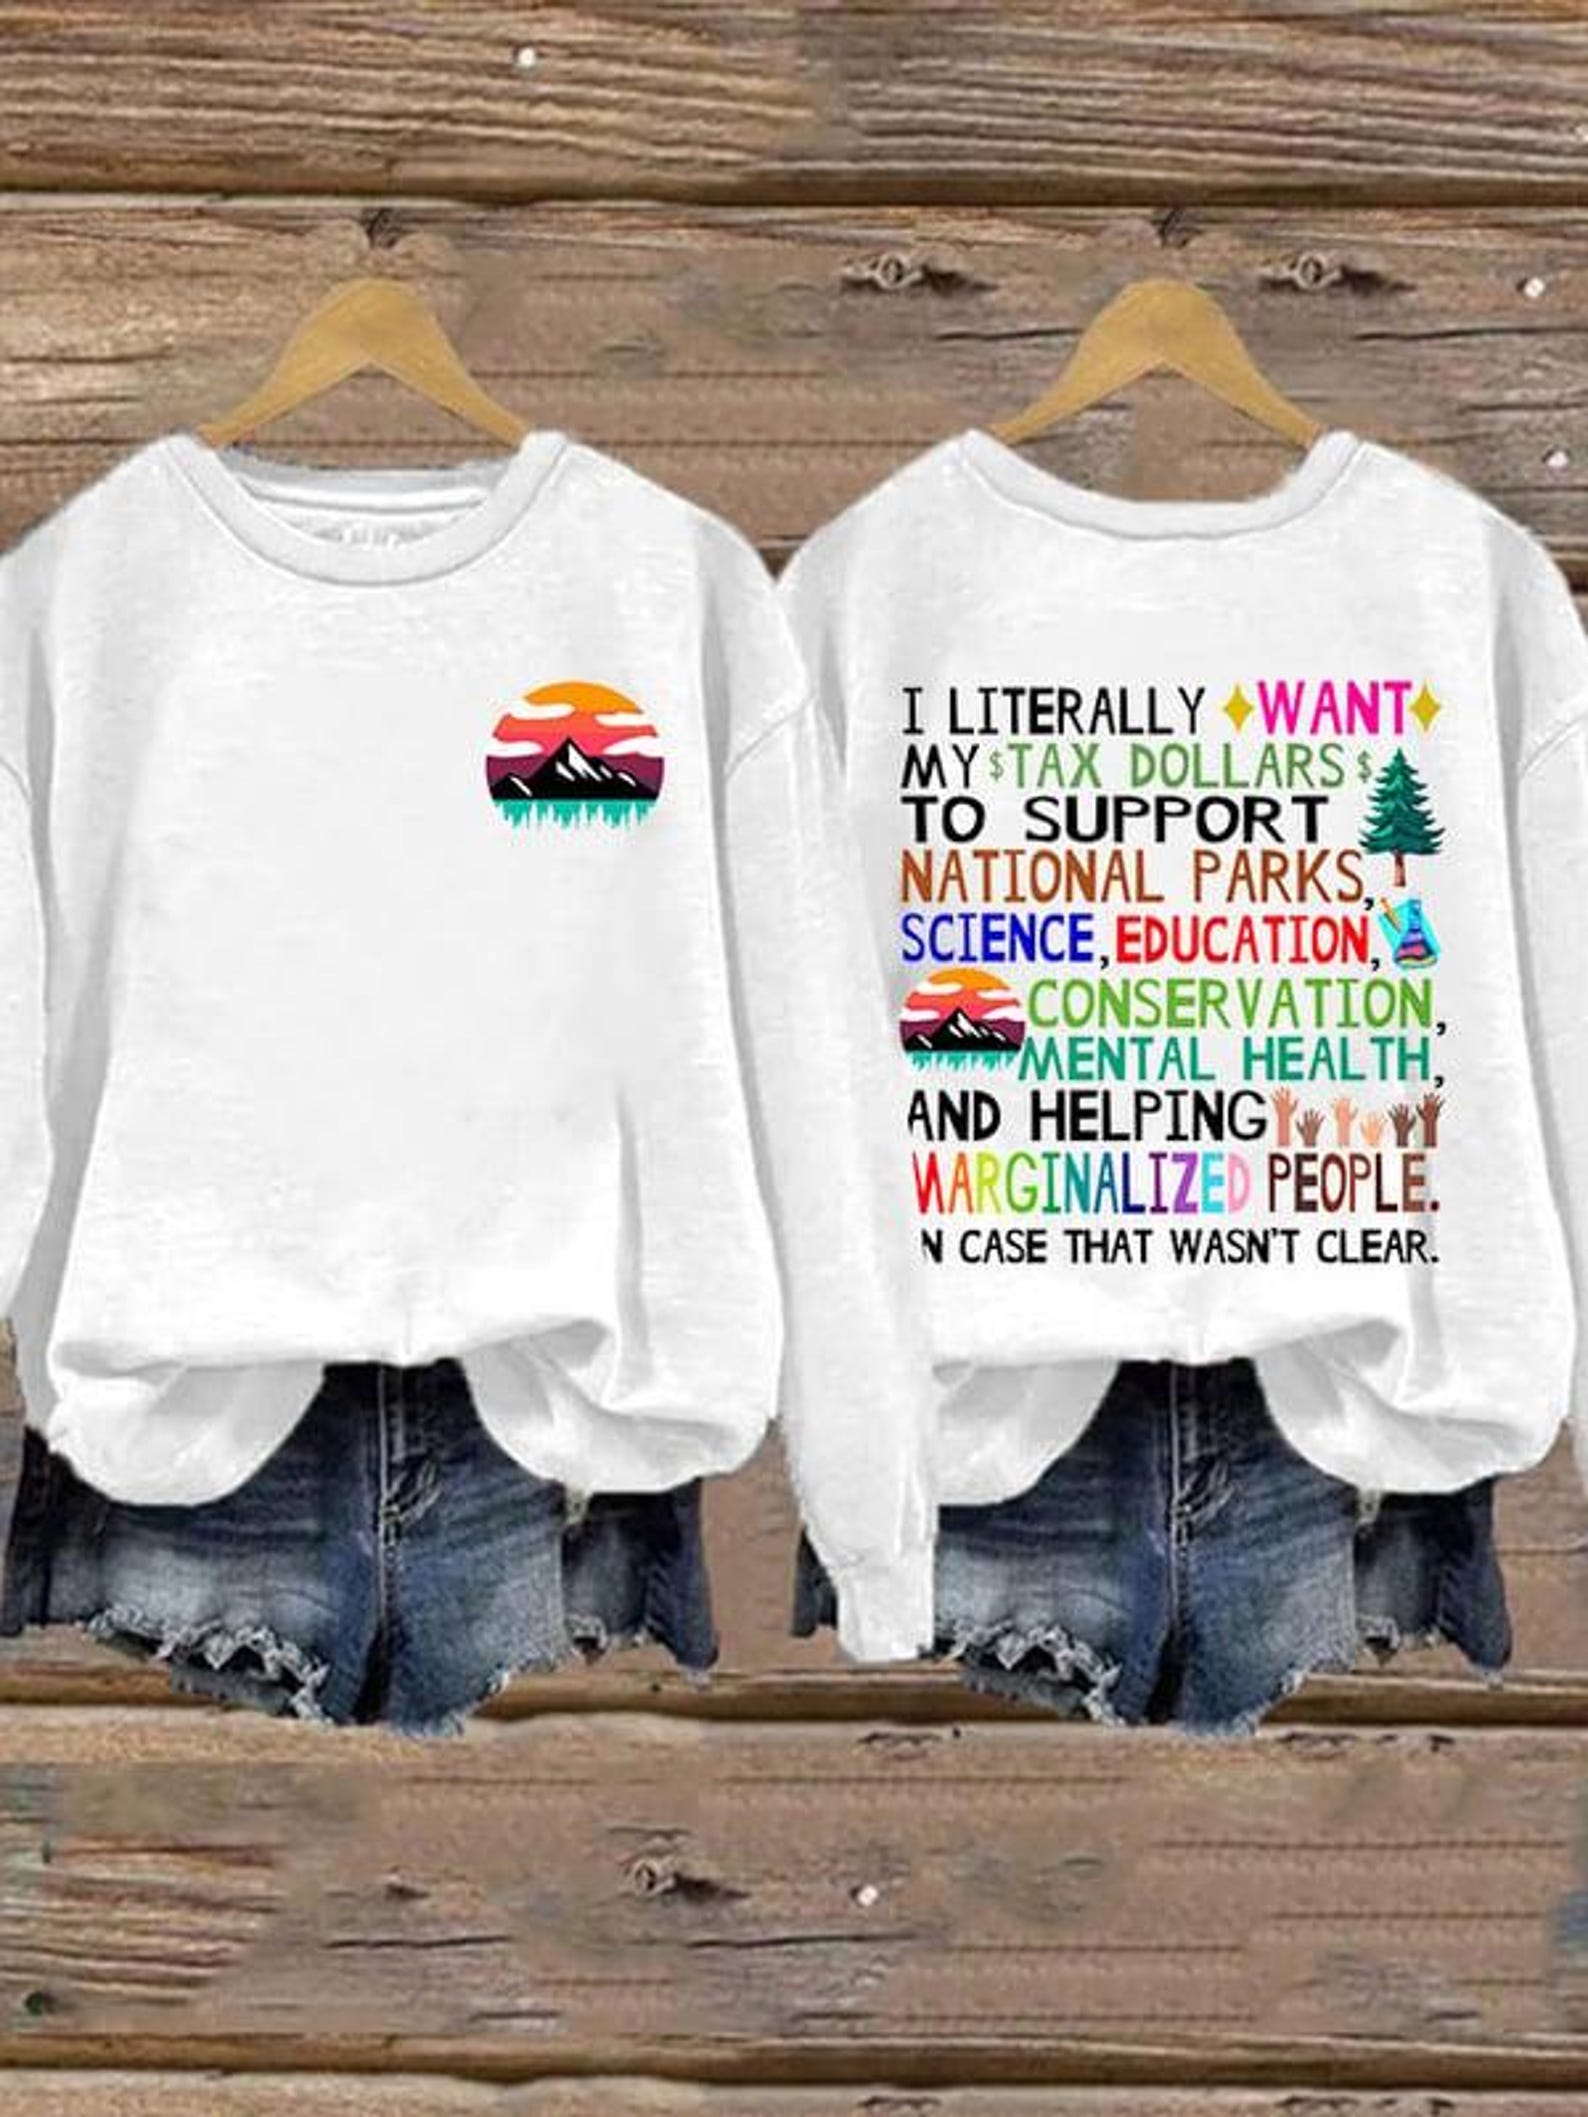 I LITERALLY WANT
MY $TAX DOLLARS$
TO SUPPORT
NATIONAL PARKS,
SCIENCE, EDUCATION,
CONSERVATION,
MENTAL HEALTH,
AND HELPING
MARGINALIZED PEOPLE.
N CASE THAT WASN'T CLEAR.